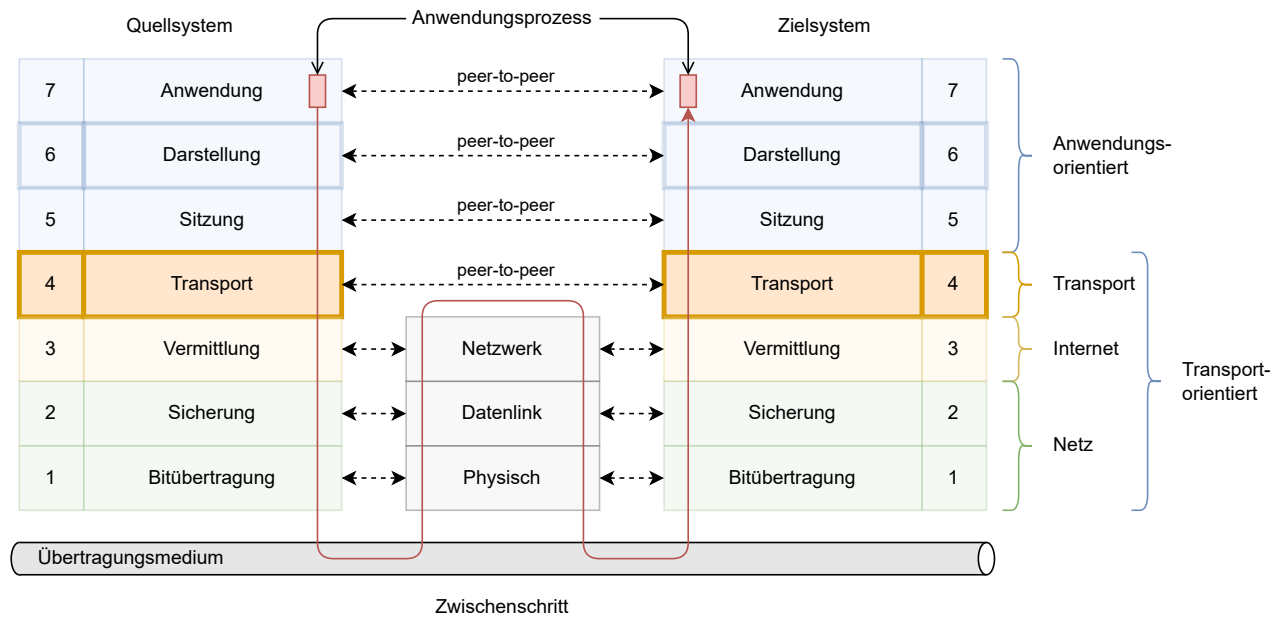 Anwendungsprozess
Quellsystem
Zielsystem
7 Anwendung peer-to-peer Anwendung 7
6 Darstellung peer-to-peer Darstellung 6
Anwendungs-
orientiert
5 Sitzung peer-to-peer Sitzung 5
4 Transport peer-to-peer Transport 4 Transport
3 Vermittlung Netzwerk Vermittlung 3 Internet
Transport-
orientiert
2 Sicherung Datenlink Sicherung 2
Netz
1 Bitübertragung Physisch Bitübertragung 1
Übertragungsmedium
Zwischenschritt